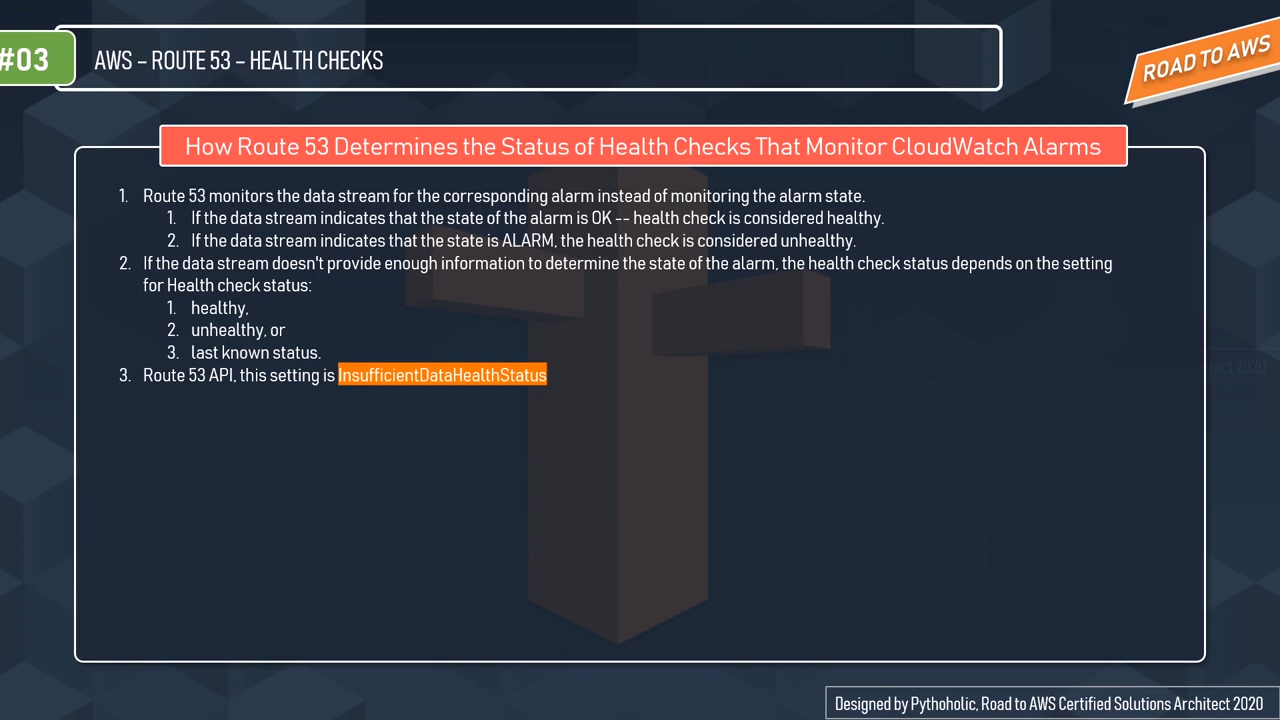 #03
AWS – ROUTE 53 – HEALTH CHECKS
ROAD TO AWS
How Route 53 Determines the Status of Health Checks That Monitor CloudWatch Alarms
1. Route 53 monitors the data stream for the corresponding alarm instead of monitoring the alarm state.
1. If the data stream indicates that the state of the alarm is OK -- health check is considered healthy.
2. If the data stream indicates that the state is ALARM, the health check is considered unhealthy.
2. If the data stream doesn't provide enough information to determine the state of the alarm, the health check status depends on the setting
for Health check status:
1. healthy,
2. unhealthy, or
3. last known status.
3. Route 53 API, this setting is InsufficientDataHealthStatus
Designed by Pythoholic, Road to AWS Certified Solutions Architect 2020